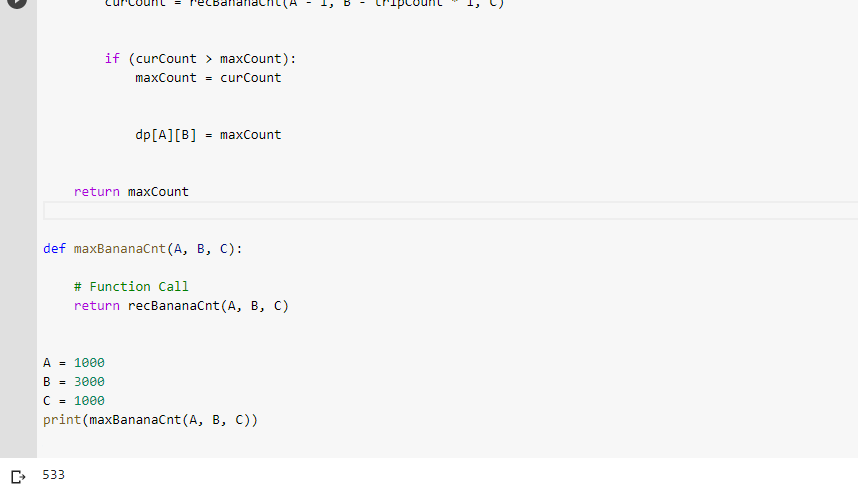 curCount = recBananaCnt(A - 1, B - tripCount * 1, C)
if (curCount > maxCount):
maxCount = curCount
dp[A][B] = maxCount
return maxCount
def maxBananaCnt(A, B, C):
# Function Call
return recBananaCnt(A, B, C)
A = 1000
B = 3000
C = 1000
print(maxBananaCnt(A, B, C))
533